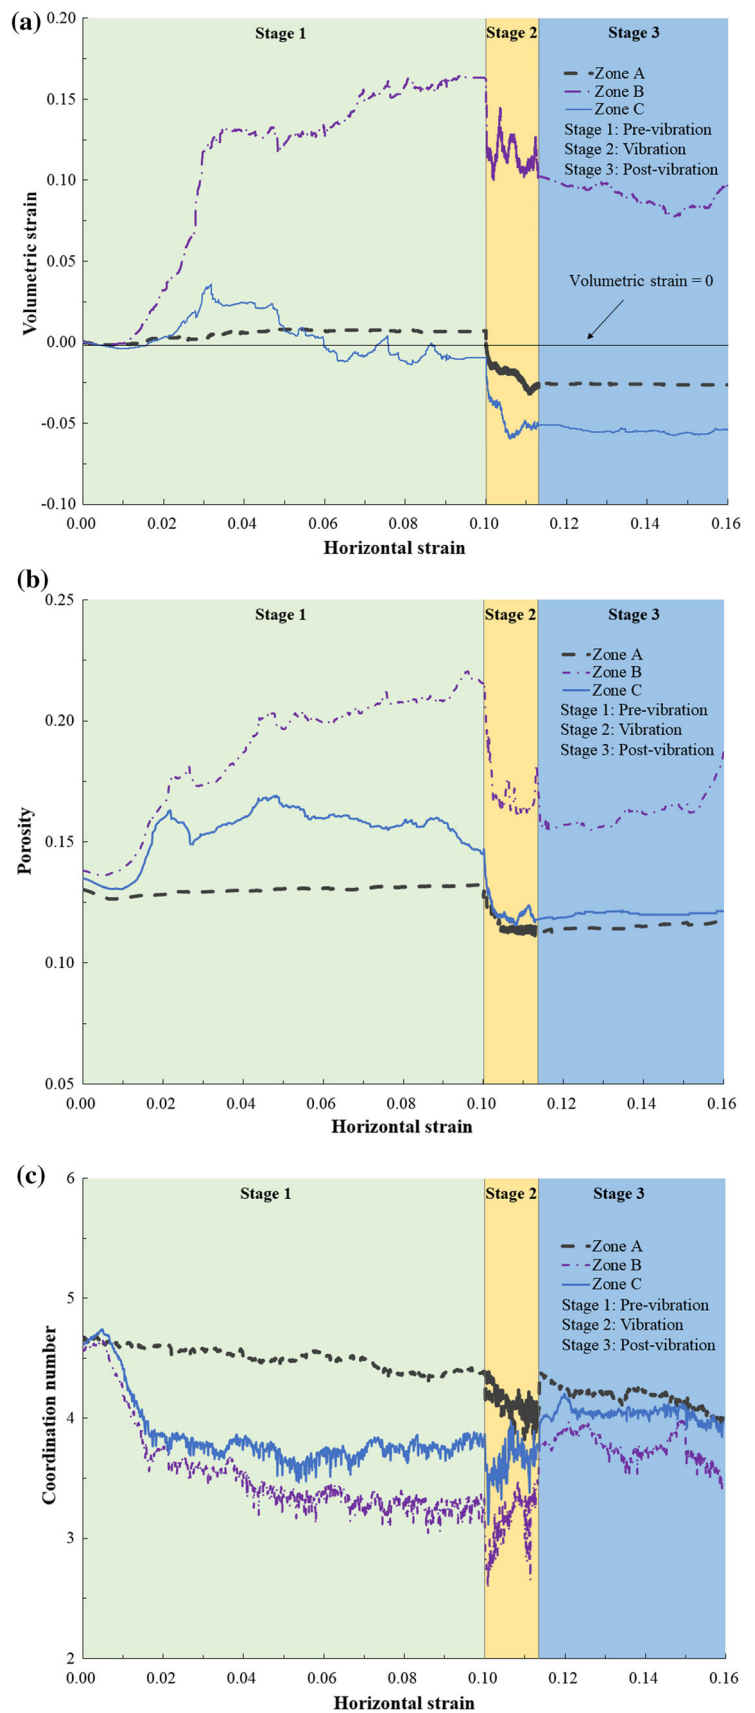 (a)
0.20
0.15
0.10
0.05
0.00
-0.05
-0.10
Volumetric strain
Stage 1
Stage 2
Stage 3
Zone A
Zone B
Zone C
Stage 1: Pre-vibration
Stage 2: Vibration
Stage 3: Post-vibration
Volumetric strain = 0
0.00 0.02 0.04 0.06 0.08 0.10 0.12 0.14 0.16
Horizontal strain
(b)
0.25
0.20
0.15
0.10
0.05
Porosity
Stage 1
Stage 2
Stage 3
Zone A
Zone B
Zone C
Stage 1: Pre-vibration
Stage 2: Vibration
Stage 3: Post-vibration
0.00 0.02 0.04 0.06 0.08 0.10 0.12 0.14 0.16
Horizontal strain
(c)
6
5
4
3
2
Coordination number
Stage 1
Stage 2
Stage 3
Zone A
Zone B
Zone C
Stage 1: Pre-vibration
Stage 2: Vibration
Stage 3: Post-vibration
0.00 0.02 0.04 0.06 0.08 0.10 0.12 0.14 0.16
Horizontal strain